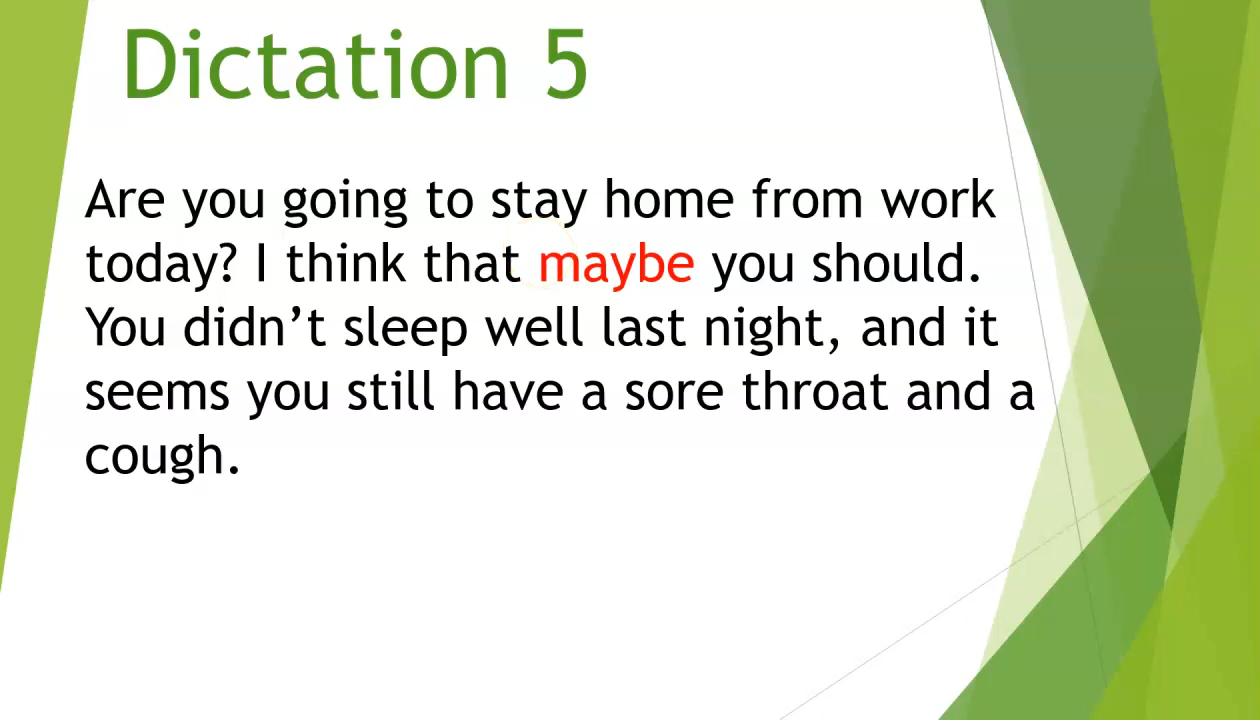 Dictation 5
Are you going to stay home from work
today? I think that maybe you should.
You didn’t sleep well last night, and it
seems you still have a sore throat and a
cough.